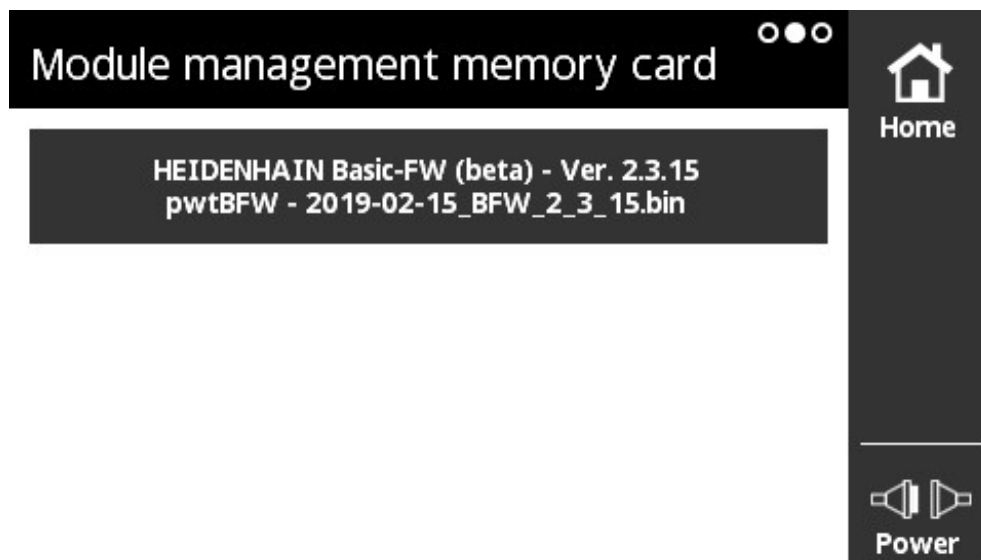 Module management memory card
HEIDENHAIN Basic-FW (beta) - Ver. 2.3.15
pwtBFW - 2019-02-15_BFW_2_3_15.bin
Home
Power